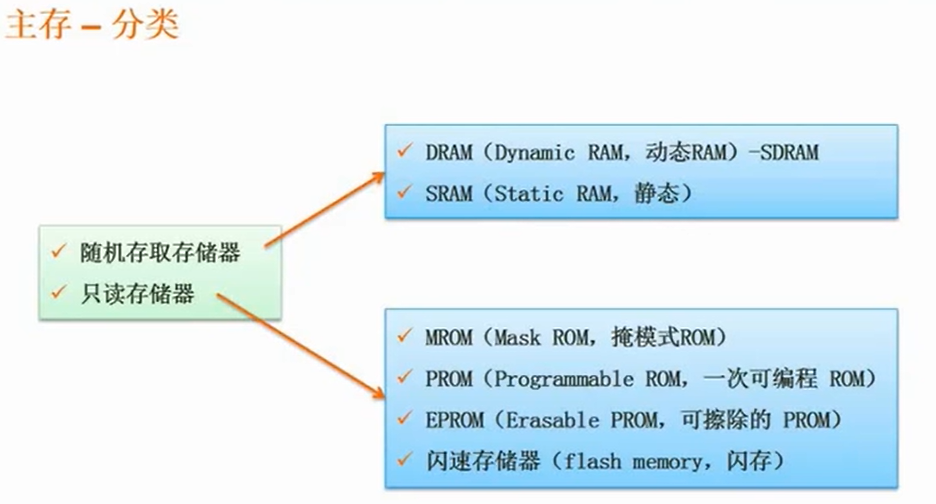 主存 – 分类
DRAM（Dynamic RAM，动态RAM）-SDRAM
SRAM（Static RAM，静态）
随机存取存储器
只读存储器
MROM（Mask ROM，掩模式ROM）
PROM（Programmable ROM，一次可编程 ROM）
EPROM（Erasable PROM，可擦除的 PROM）
闪速存储器（flash memory，闪存）